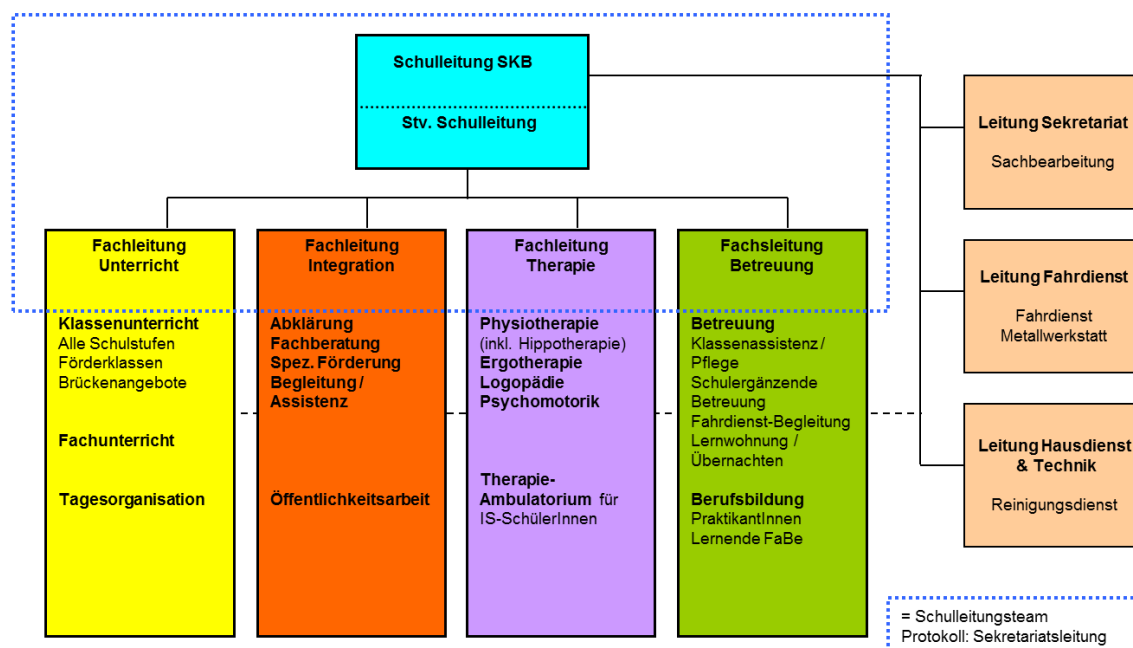 Schulleitung SKB
Stv. Schulleitung
Leitung Sekretariat
Sachbearbeitung
Leitung Fahrdienst
Fahrdienst
Metallwerkstatt
Leitung Hausdienst
& Technik
Reinigungsdienst
Fachleitung
Unterricht
Klassenunterricht
Alle Schulstufen
Förderklassen
Brückenangebote
Fachunterricht
Tagesorganisation
Fachleitung
Integration
Abklärung
Fachberatung
Spez. Förderung
Begleitung /
Assistenz
Öffentlichkeitsarbeit
Fachleitung
Therapie
Physiotherapie
(inkl. Hippotherapie)
Ergotherapie
Logopädie
Psychomotorik
Therapie-
Ambulatorium für
IS-SchülerInnen
Fachsleitung
Betreuung
Betreuung
Klassenassistenz /
Pflege
Schulergänzende
Betreuung
Fahrdienst-Begleitung
Lernwohnung /
Übernachten
Berufsbildung
PraktikantInnen
Lernende FaBe
= Schulleitungsteam
Protokoll: Sekretariatsleitung